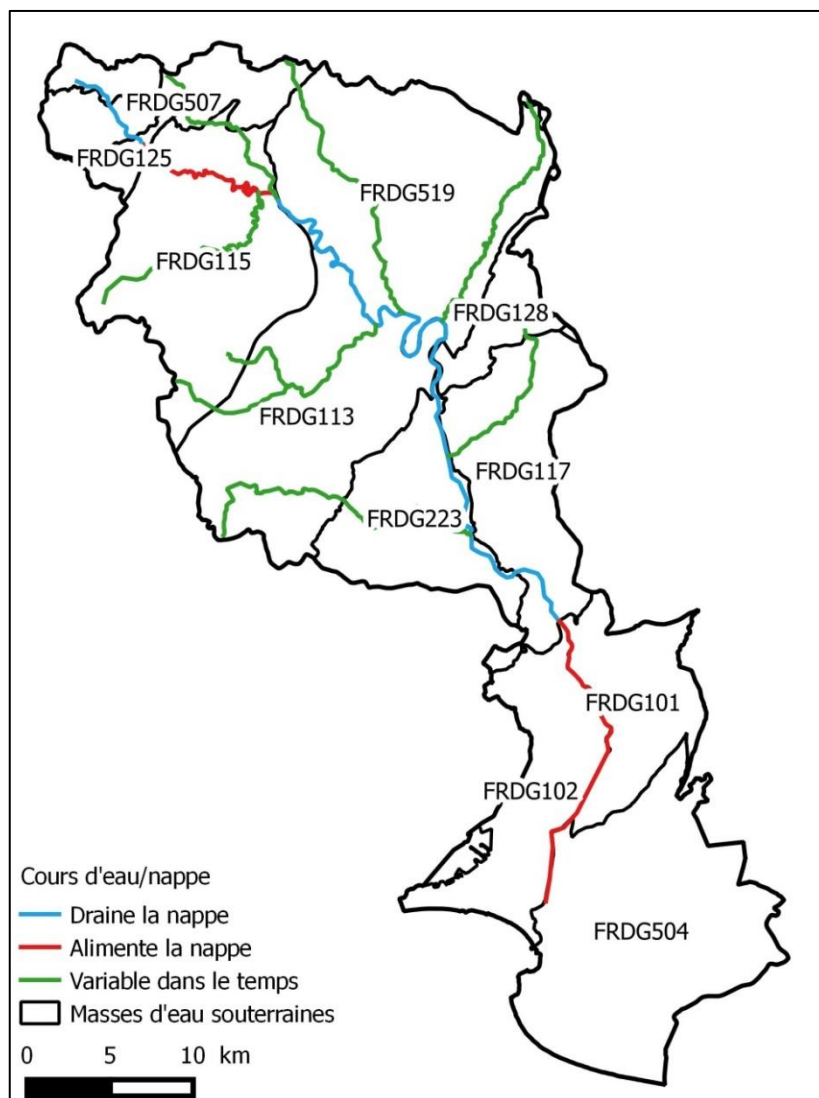 FRDG507
FRDG125
FRDG519
FRDG115
FRDG128
FRDG113
FRDG117
FRDG223
FRDG101
FRDG102
FRDG504
Cours d'eau/nappe
Draine la nappe
Alimente la nappe
Variable dans le temps
Masses d'eau souterraines
0 5 10 km